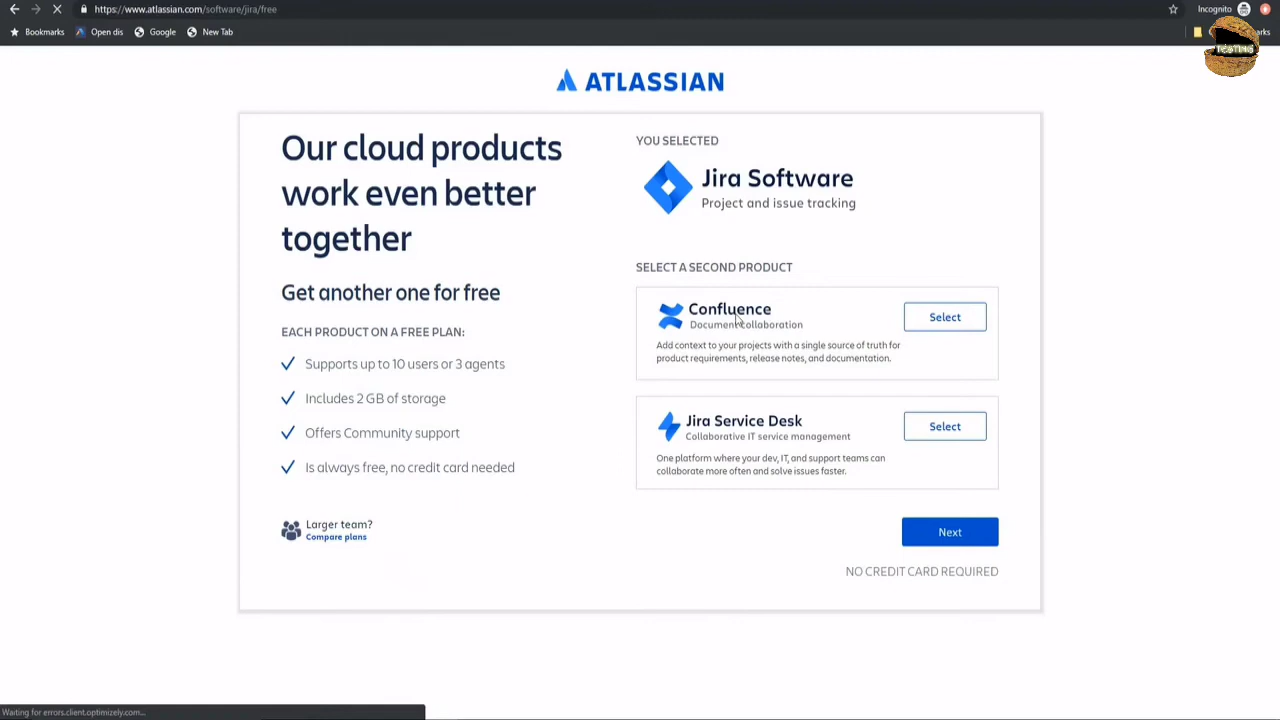 https://www.atlassian.com/software/jira/free
Incognito
Bookmarks
Open dis
Google
New Tab
TESTING
ATLASSIAN
Our cloud products
work even better
together
Get another one for free
EACH PRODUCT ON A FREE PLAN:
Supports up to 10 users or 3 agents
Includes 2 GB of storage
Offers Community support
Is always free, no credit card needed
Larger team?
Compare plans
YOU SELECTED
Jira Software
Project and issue tracking
SELECT A SECOND PRODUCT
Confluence
Document collaboration
Select
Add context to your projects with a single source of truth for
product requirements, release notes, and documentation.
Jira Service Desk
Collaborative IT service management
Select
One platform where your dev, IT, and support teams can
collaborate more often and solve issues faster.
Next
NO CREDIT CARD REQUIRED
Waiting for errors.client.optimizely.com...